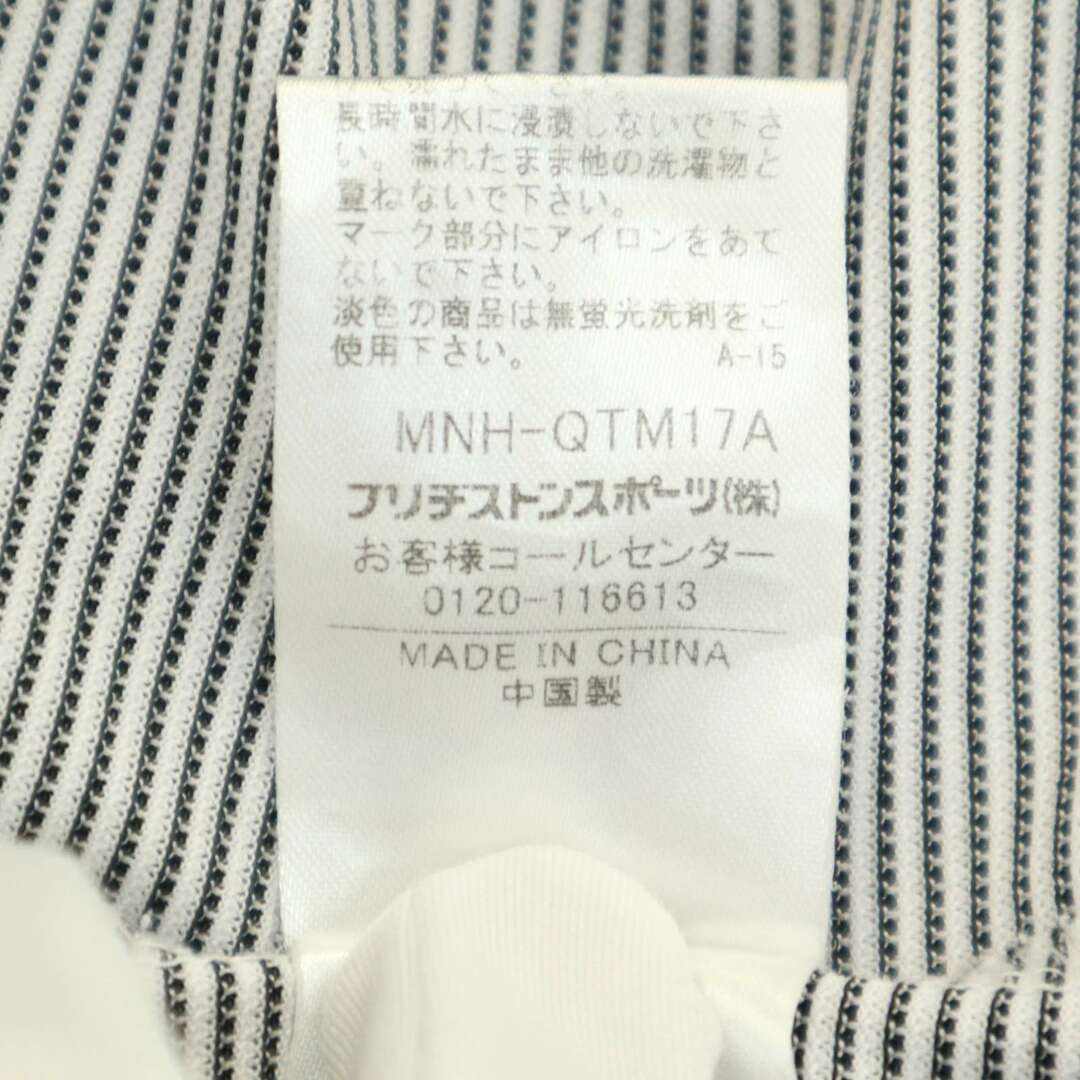 長時間水に浸漬しないで下さ
い。濡れたまま他の洗濯物と
重ねないで下さい。
マーク部分にアイロンをあて
ないで下さい。
淡色の商品は無蛍光洗剤をご
使用下さい。 A-15
MNH-QTM17A
ブリヂストンスポーツ(株)
お客様コールセンター
0120-116613
MADE IN CHINA
中国製